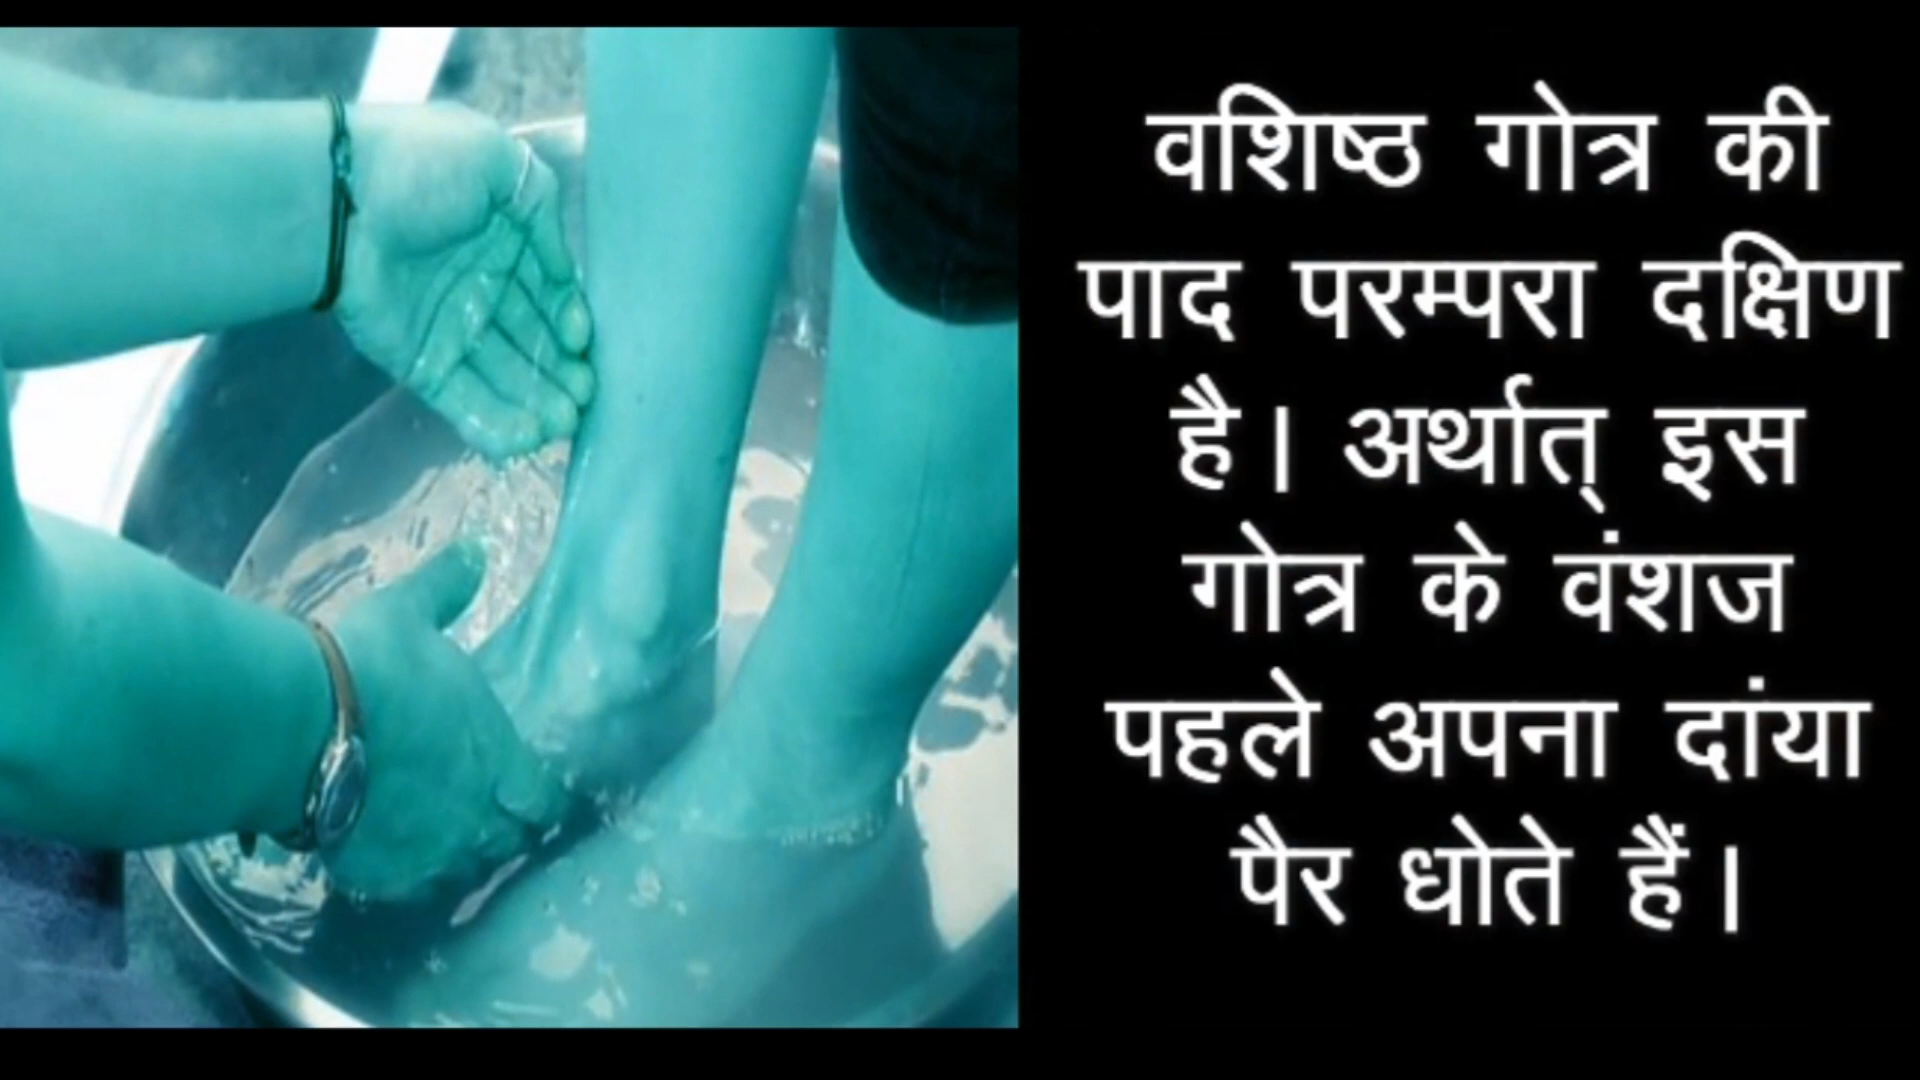 वशिष्ठ गोत्र की
पाद परम्परा दक्षिण
है। अर्थात् इस
गोत्र के वंशज
पहले अपना दांया
पैर धोते हैं।